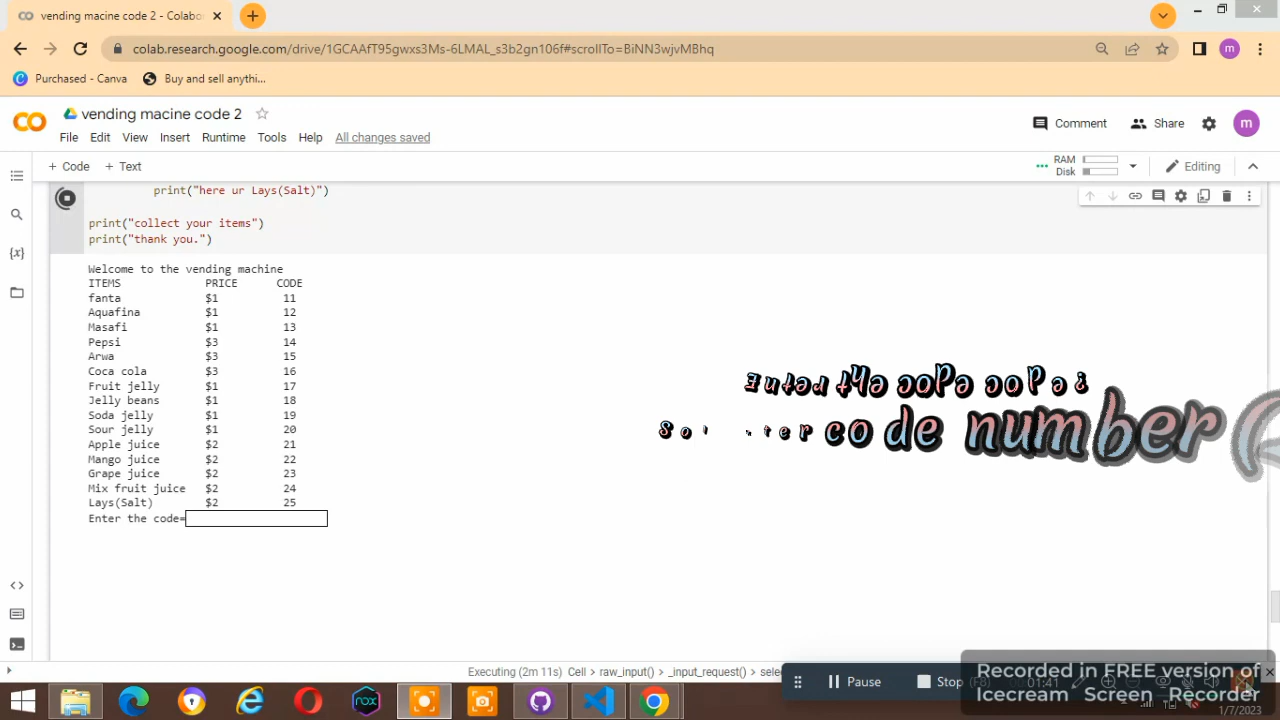 vending macine code 2 - Colabo
colab.research.google.com/drive/1GCAAfT95gwxs3Ms-6LMAL_s3b2gn106f#scrollTo=BiNN3wjvMBhq
m
Purchased - Canva
Buy and sell anythi...
vending macine code 2
Comment
Share
m
File Edit View Insert Runtime Tools Help All changes saved
+ Code + Text
RAM
Disk
Editing
print("here ur Lays(Salt)")
print("collect your items")
print("thank you.")
{x}
Welcome to the vending machine
ITEMS PRICE CODE
fanta $1 11
Aquafina $1 12
Masafi $1 13
Pepsi $3 14
Arwa $3 15
Coca cola $3 16
Fruit jelly $1 17
Jelly beans $1 18
Soda jelly $1 19
Sour jelly $1 20
Apple juice $2 21
Mango juice $2 22
Grape juice $2 23
Mix fruit juice $2 24
Lays(Salt) $2 25
Enter the code=
code number
Executing (2m 11s) Cell > raw_input() > _input_request() > sele
Pause
Stop (F8)
01:41
Recorded in FREE version of
Icecream Screen Recorder
nox
1/7/2023